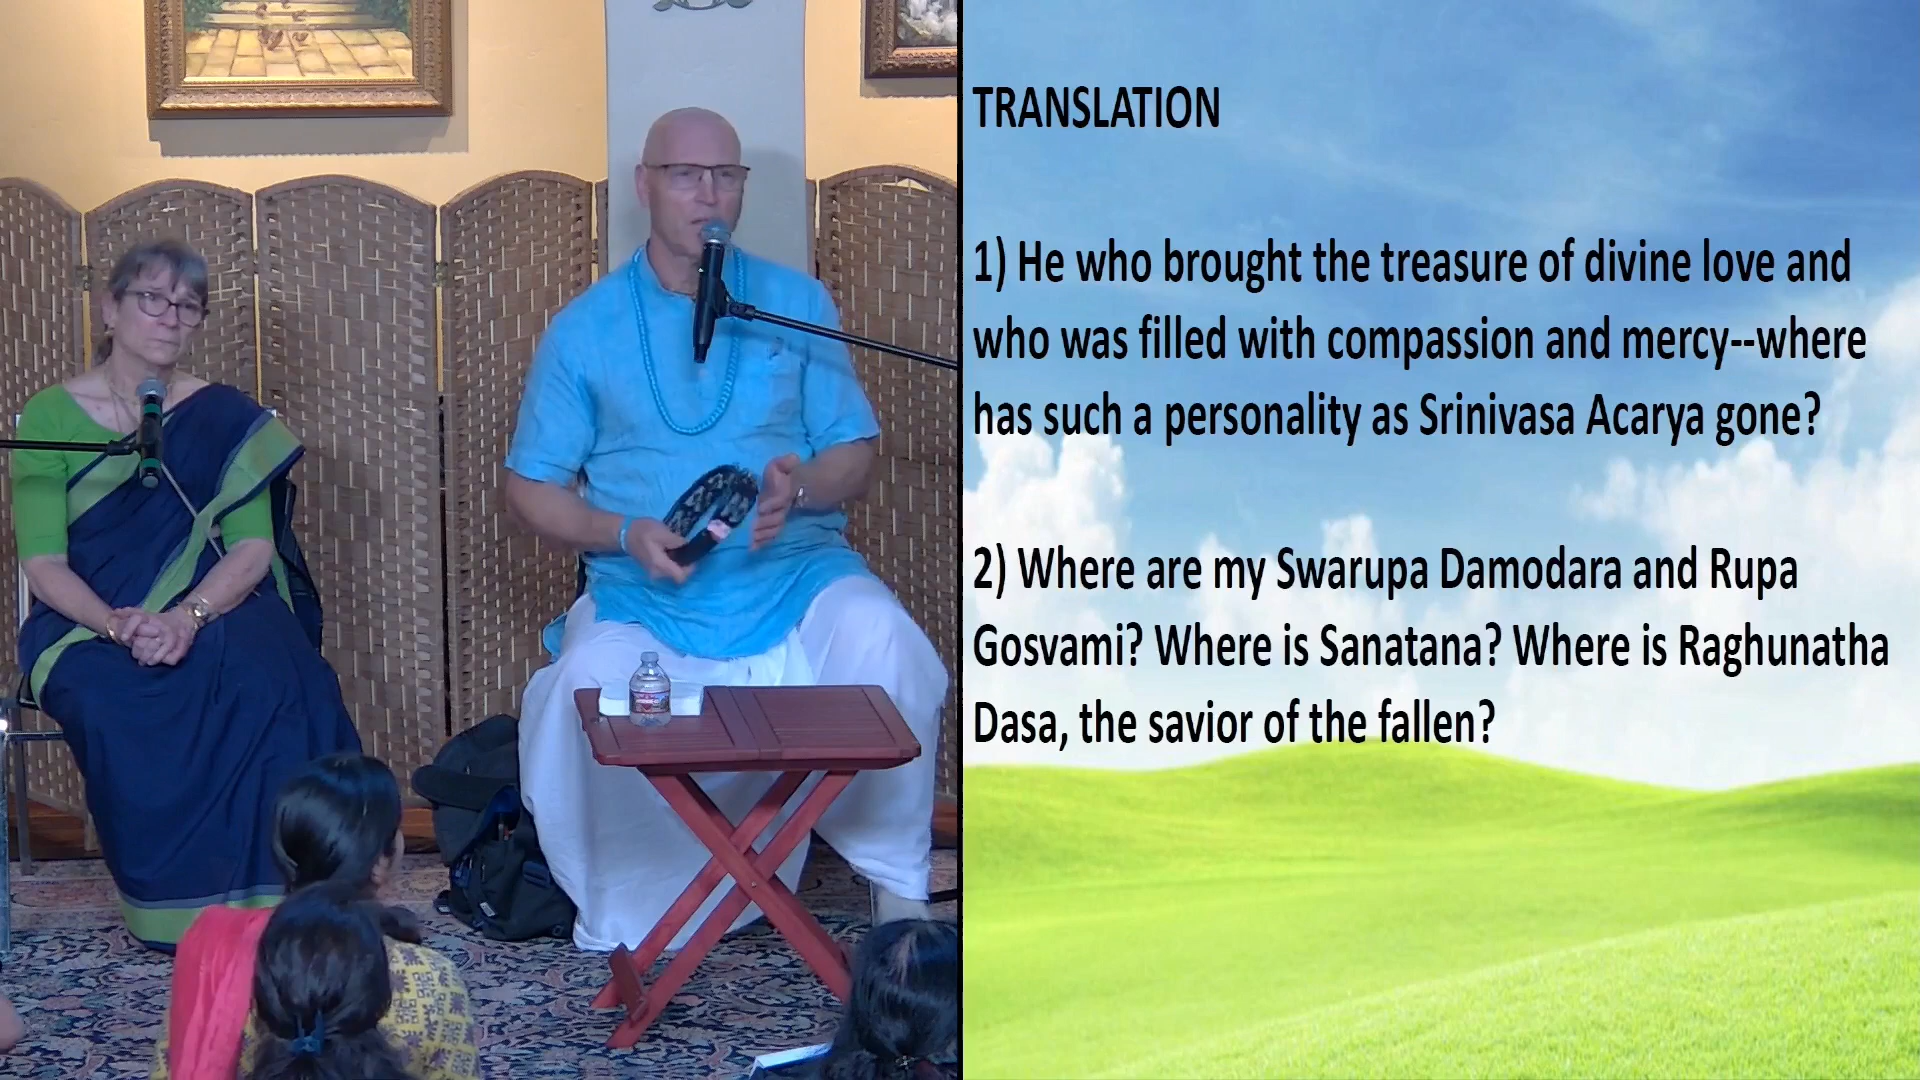 TRANSLATION
1) He who brought the treasure of divine love and
who was filled with compassion and mercy--where
has such a personality as Srinivasa Acarya gone?
2) Where are my Swarupa Damodara and Rupa
Gosvami? Where is Sanatana? Where is Raghunatha
Dasa, the savior of the fallen?